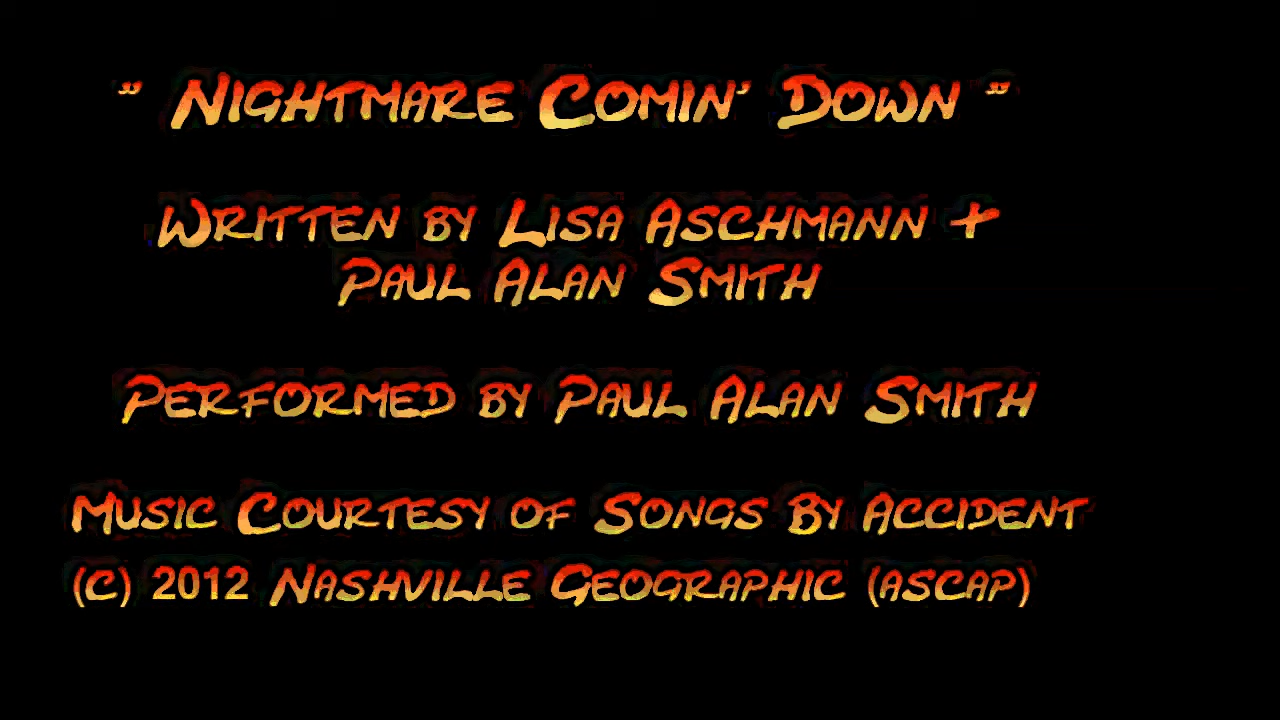 " Nightmare Comin' Down "
Written by Lisa Aschmann +
Paul Alan Smith
Performed by Paul Alan Smith
Music Courtesy of Songs By Accident
(c) 2012 Nashville Geographic (ascap)